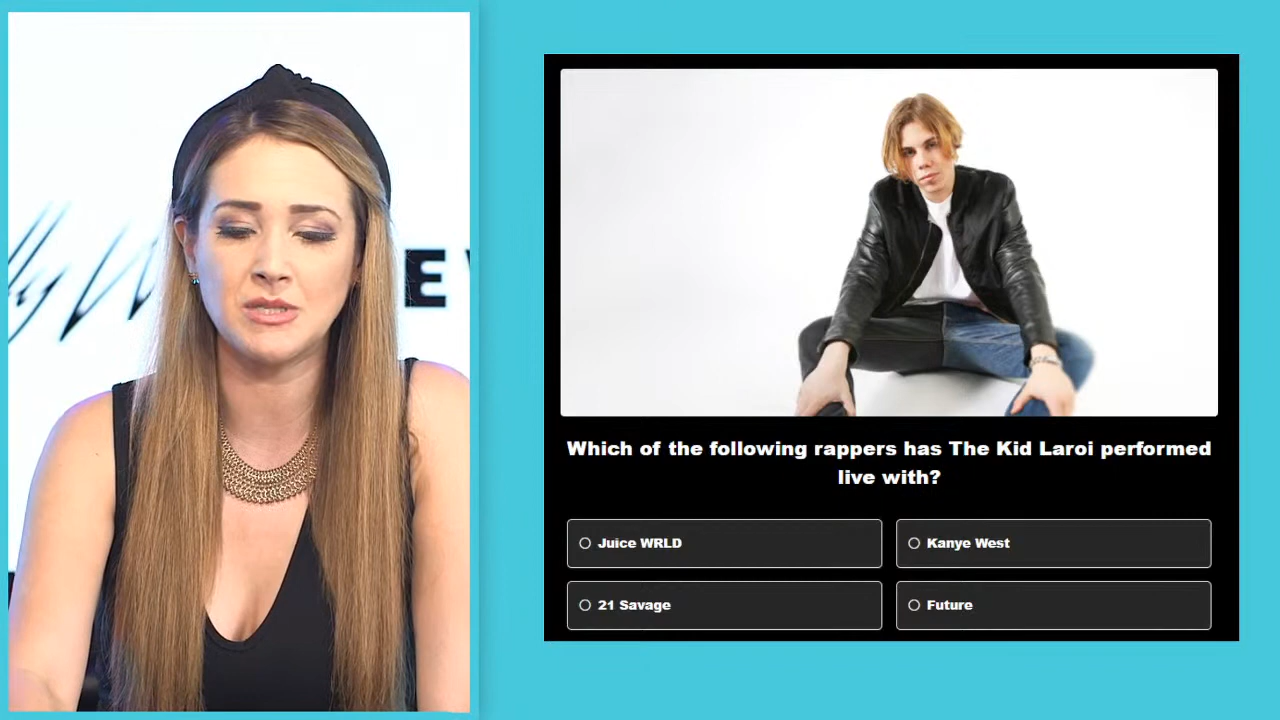 E
Which of the following rappers has The Kid Laroi performed
live with?
Juice WRLD
Kanye West
21 Savage
Future